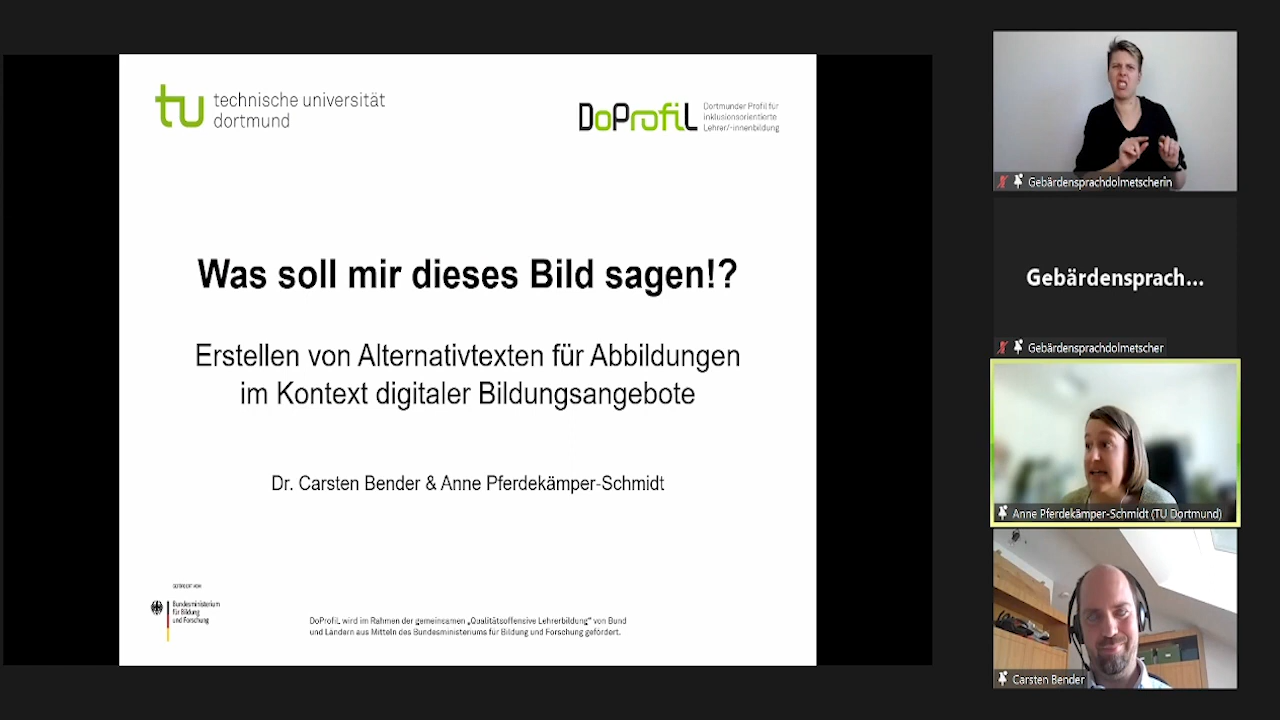 technische universität
dortmund
DoProfiL
Dortmunder Profil für
inklusionsorientierte
Lehrer/-innenbildung
Was soll mir dieses Bild sagen!?
Erstellen von Alternativtexten für Abbildungen
im Kontext digitaler Bildungsangebote
Dr. Carsten Bender & Anne Pferdekämper-Schmidt
GEFÖRDERT VOM
Bundesministerium
für Bildung
und Forschung
DoProfiL wird im Rahmen der gemeinsamen „Qualitätsoffensive Lehrerbildung“ von Bund
und Ländern aus Mitteln des Bundesministeriums für Bildung und Forschung gefördert.
Gebärdensprachdolmetscherin
Gebärdensprach...
Gebärdensprachdolmetscher
Anne Pferdekämper-Schmidt (TU Dortmund)
Carsten Bender